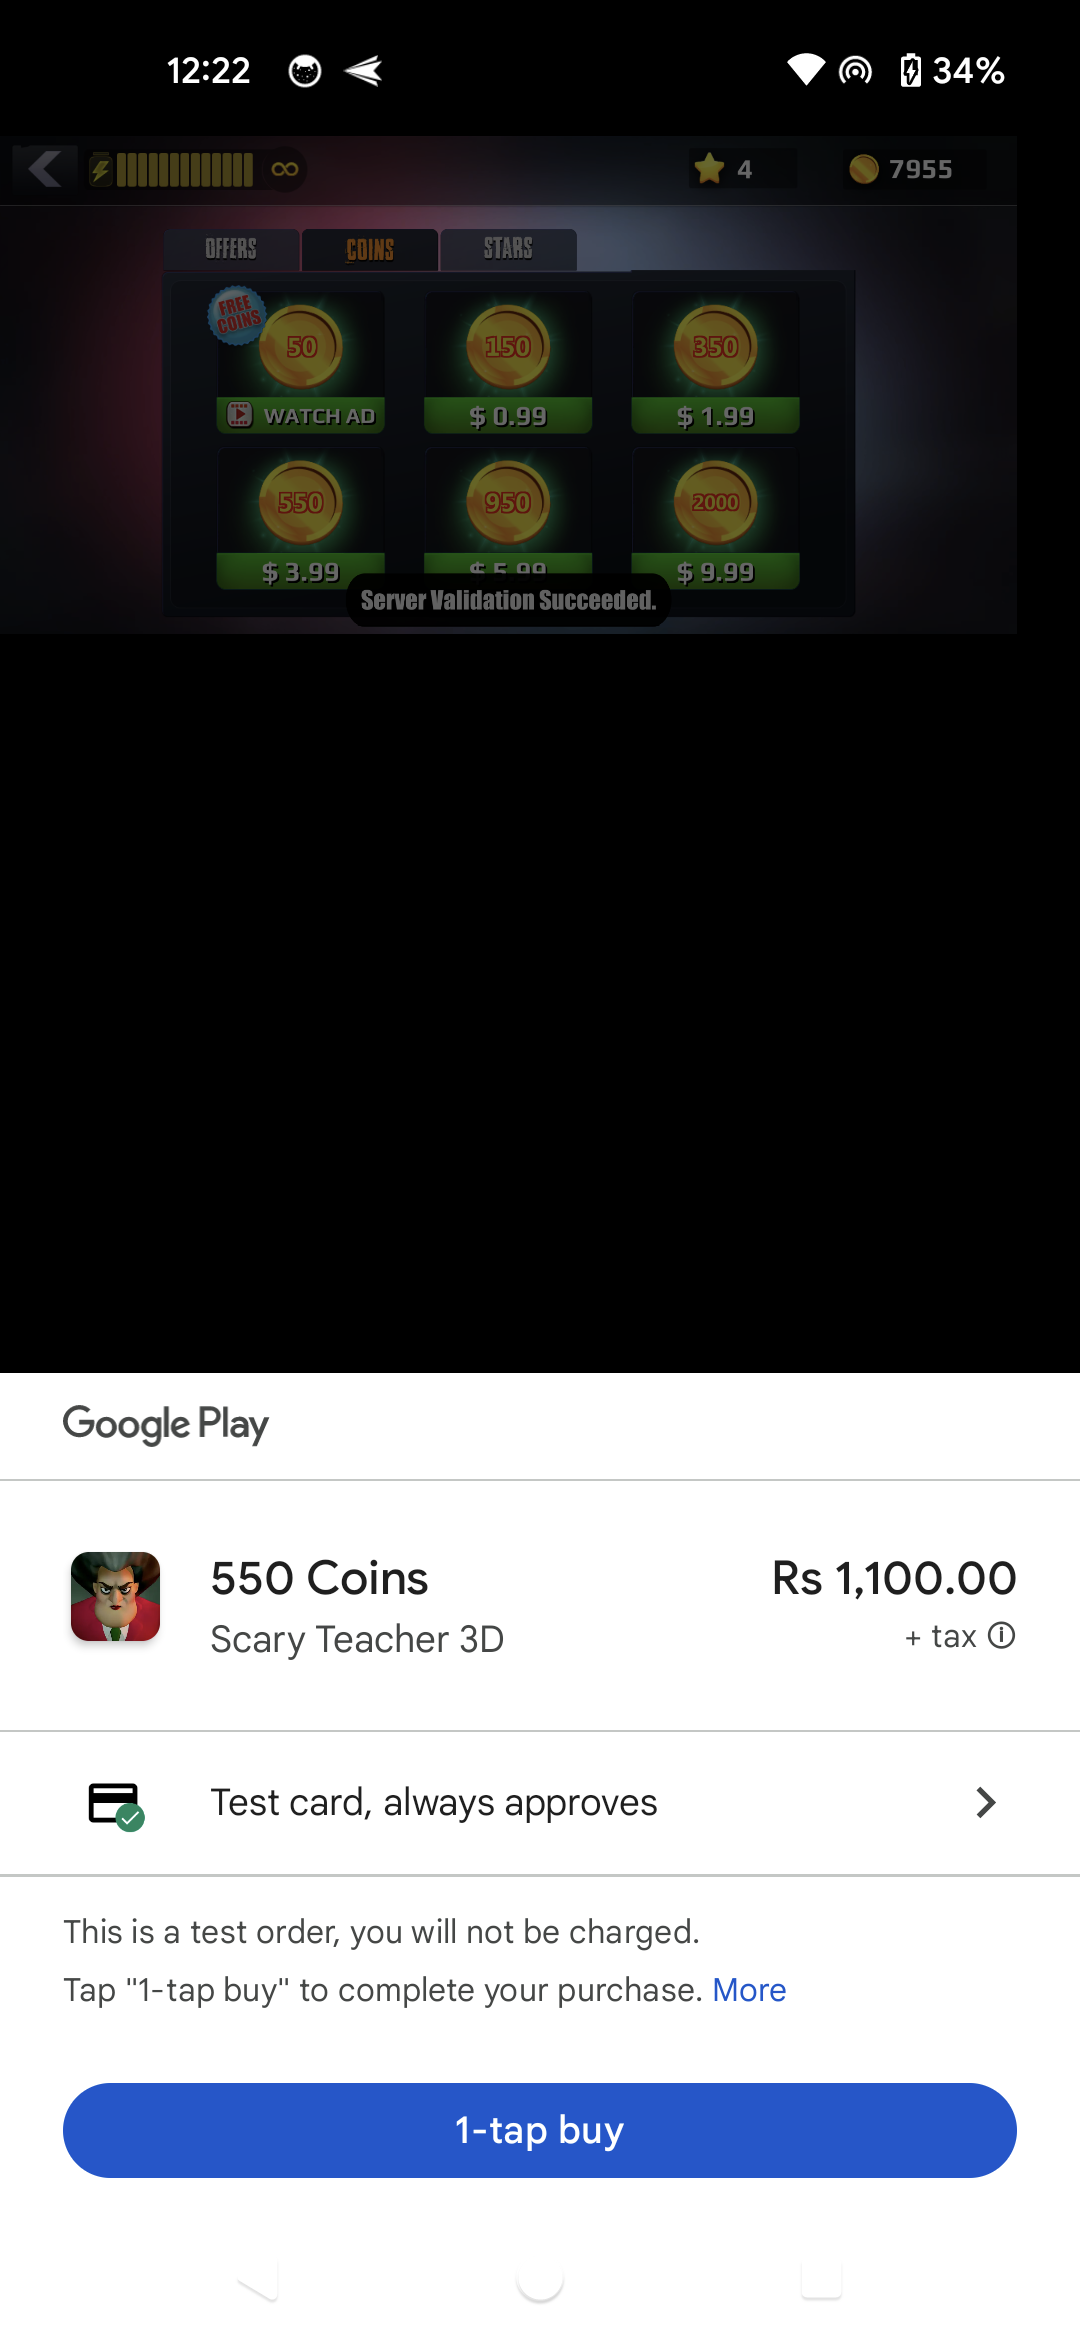 12:22
34%
∞
4
7955
OFFERS
COINS
STARS
FREE COINS
50
150
350
WATCH AD
$ 0.99
$ 1.99
550
950
2000
$ 3.99
$ 5.99
$ 9.99
Server Validation Succeeded.
Google Play
550 Coins
Rs 1,100.00
Scary Teacher 3D
+ tax
Test card, always approves
This is a test order, you will not be charged.
Tap "1-tap buy" to complete your purchase. More
1-tap buy